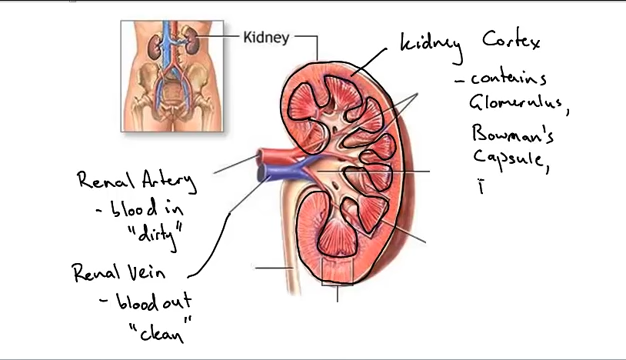 Kidney
Kidney Cortex
- contains
Glomerulus,
Bowman's
Capsule,
Renal Artery
- blood in
"dirty"
Renal Vein
- blood out
"clean"